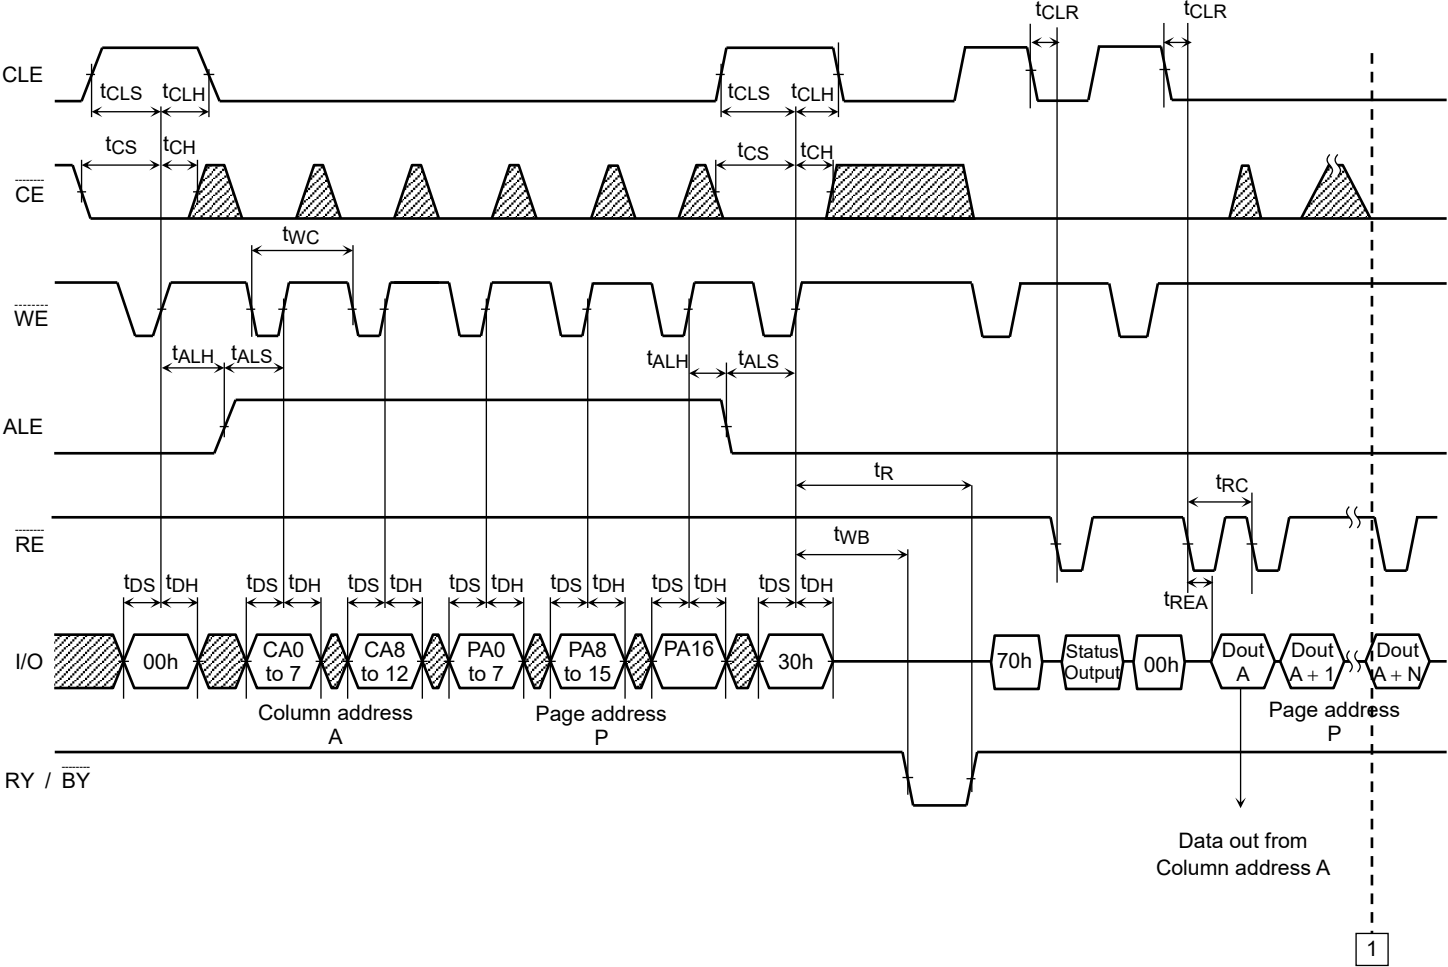 tCLR tCLR
CLE
tCLS tCLH tCLS tCLH
tCS tCH tCS tCH
CE
tWC
WE
tALH tALS tALH tALS
ALE
tR
tRC
RE
tWB
tDS tDH tDS tDH tDS tDH tDS tDH tDS tDH tDS tDH tDS tDH
tREA
I/O
00h
CA0
to 7
CA8
to 12
PA0
to 7
PA8
to 15
PA16
30h
70h
Status
Output
00h
Dout
A
Dout
A + 1
Dout
A + N
Column address
A
Page address
P
Page address
P
RY / BY
Data out from
Column address A
1